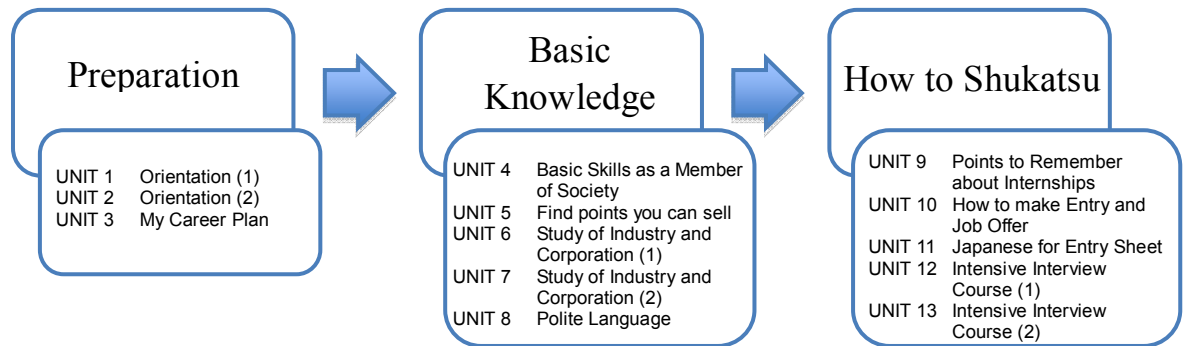 Preparation
UNIT 1 Orientation (1)
UNIT 2 Orientation (2)
UNIT 3 My Career Plan
Basic
Knowledge
UNIT 4 Basic Skills as a Member
of Society
UNIT 5 Find points you can sell
UNIT 6 Study of Industry and
Corporation (1)
UNIT 7 Study of Industry and
Corporation (2)
UNIT 8 Polite Language
How to Shukatsu
UNIT 9 Points to Remember
about Internships
UNIT 10 How to make Entry and
Job Offer
UNIT 11 Japanese for Entry Sheet
UNIT 12 Intensive Interview
Course (1)
UNIT 13 Intensive Interview
Course (2)